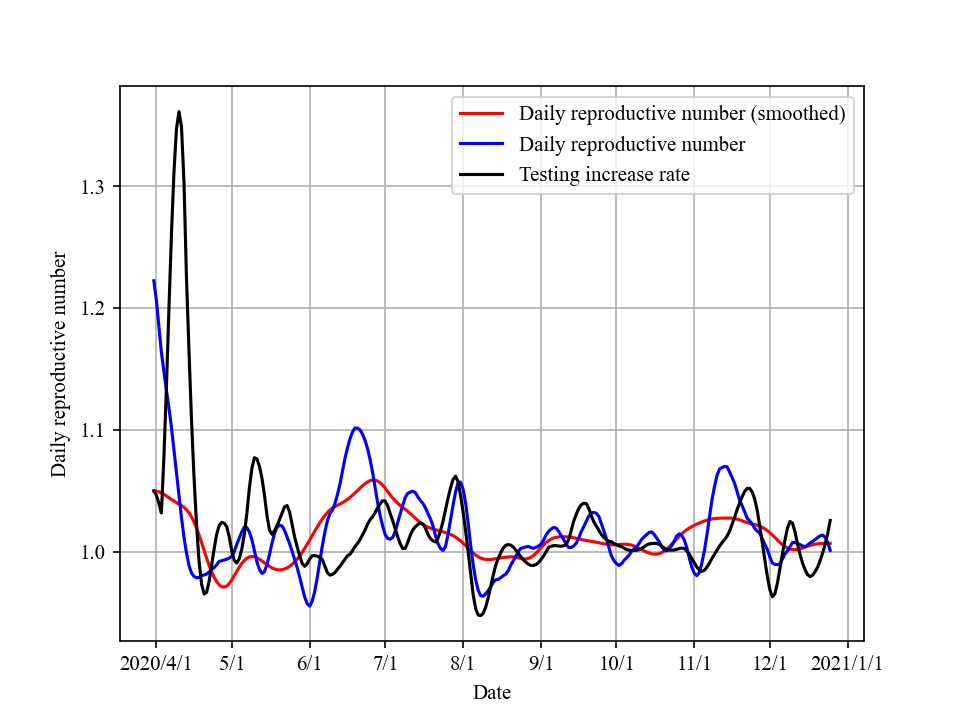 Daily reproductive number (smoothed)
Daily reproductive number
Testing increase rate
Daily reproductive number
1.3
1.2
1.1
1.0
2020/4/1 5/1 6/1 7/1 8/1 9/1 10/1 11/1 12/1 2021/1/1
Date